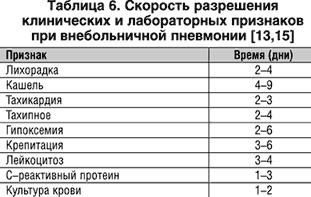 Таблица 6. Скорость разрешения
клинических и лабораторных признаков
при внебольничной пневмонии [13,15]
Признак Время (дни)
Лихорадка 2–4
Кашель 4–9
Тахикардия 2–3
Тахипное 2–4
Гипоксемия 2–6
Крепитация 3–6
Лейкоцитоз 3–4
С–реактивный протеин 1–3
Культура крови 1–2